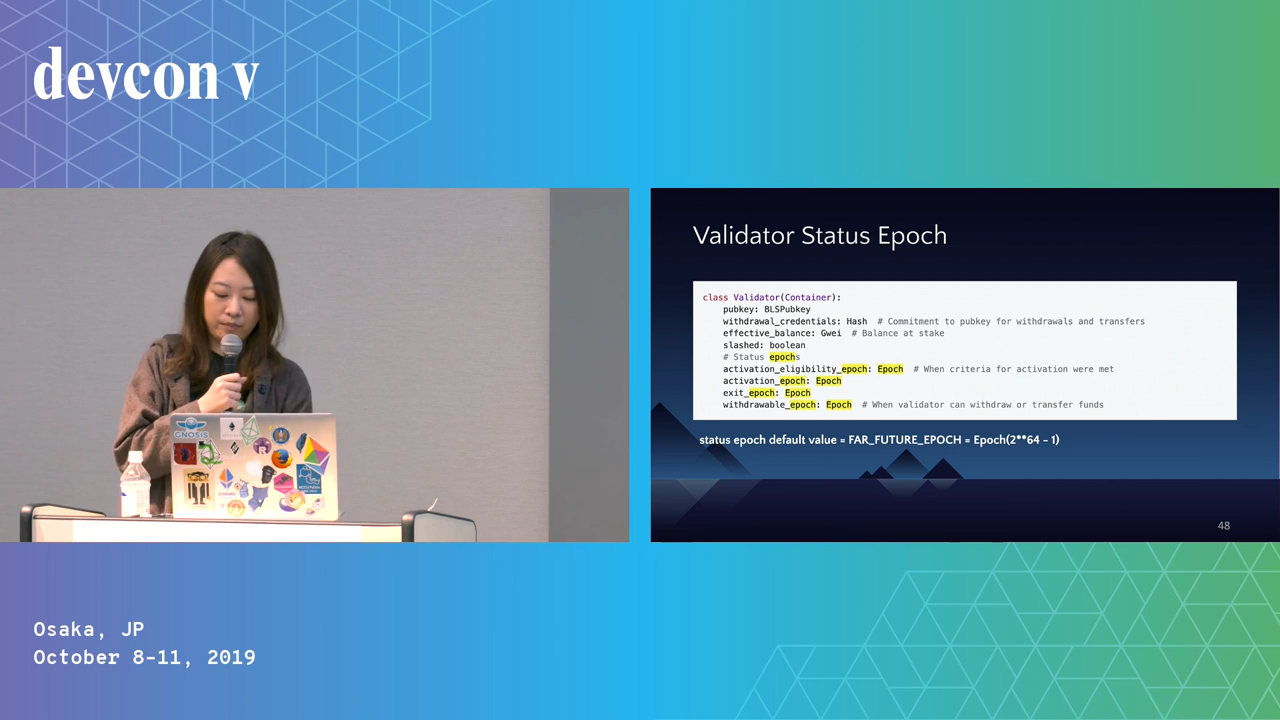 devcon v
GNOSIS
Validator Status Epoch
class Validator(Container):
pubkey: BLSPubkey
withdrawal_credentials: Hash # Commitment to pubkey for withdrawals and transfers
effective_balance: Gwei # Balance at stake
slashed: boolean
# Status epochs
activation_eligibility_epoch: Epoch # When criteria for activation were met
activation_epoch: Epoch
exit_epoch: Epoch
withdrawable_epoch: Epoch # When validator can withdraw or transfer funds
status epoch default value = FAR_FUTURE_EPOCH = Epoch(2**64 - 1)
48
Osaka, JP
October 8-11, 2019